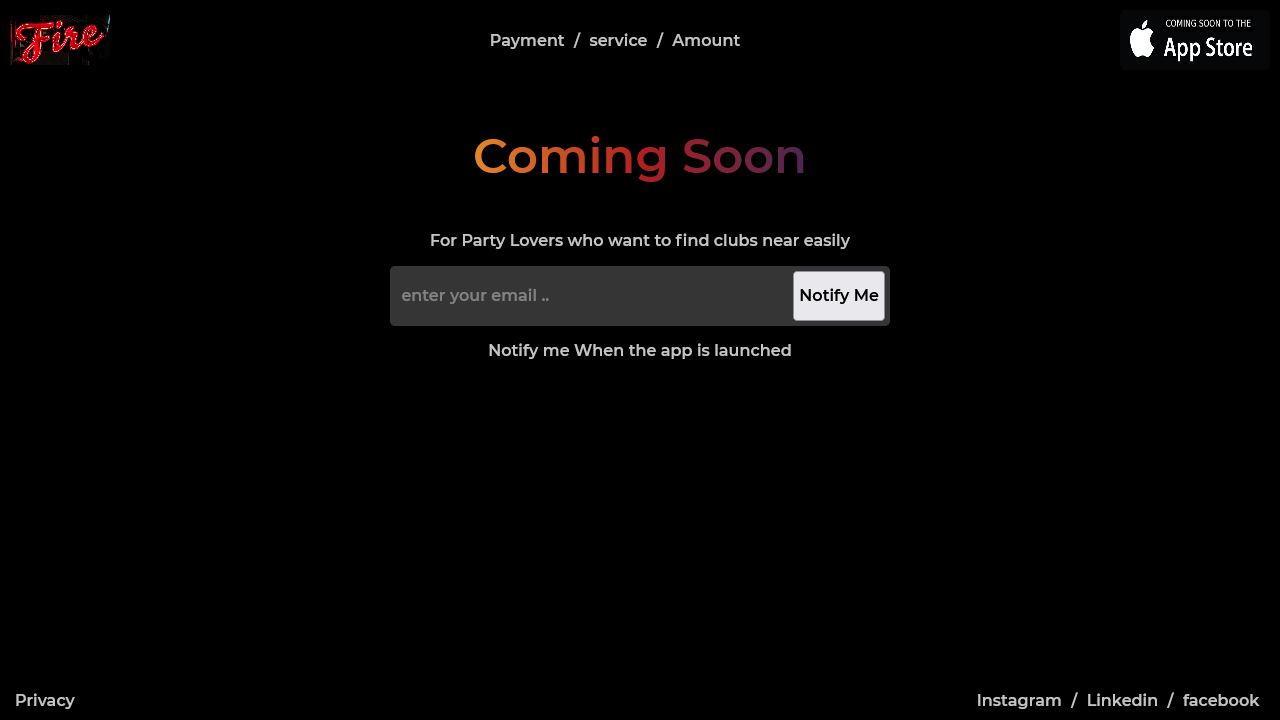 Fire
Payment / service / Amount
COMING SOON TO THE
App Store
Coming Soon
For Party Lovers who want to find clubs near easily
enter your email ..
Notify Me
Notify me When the app is launched
Privacy
Instagram / Linkedin / facebook